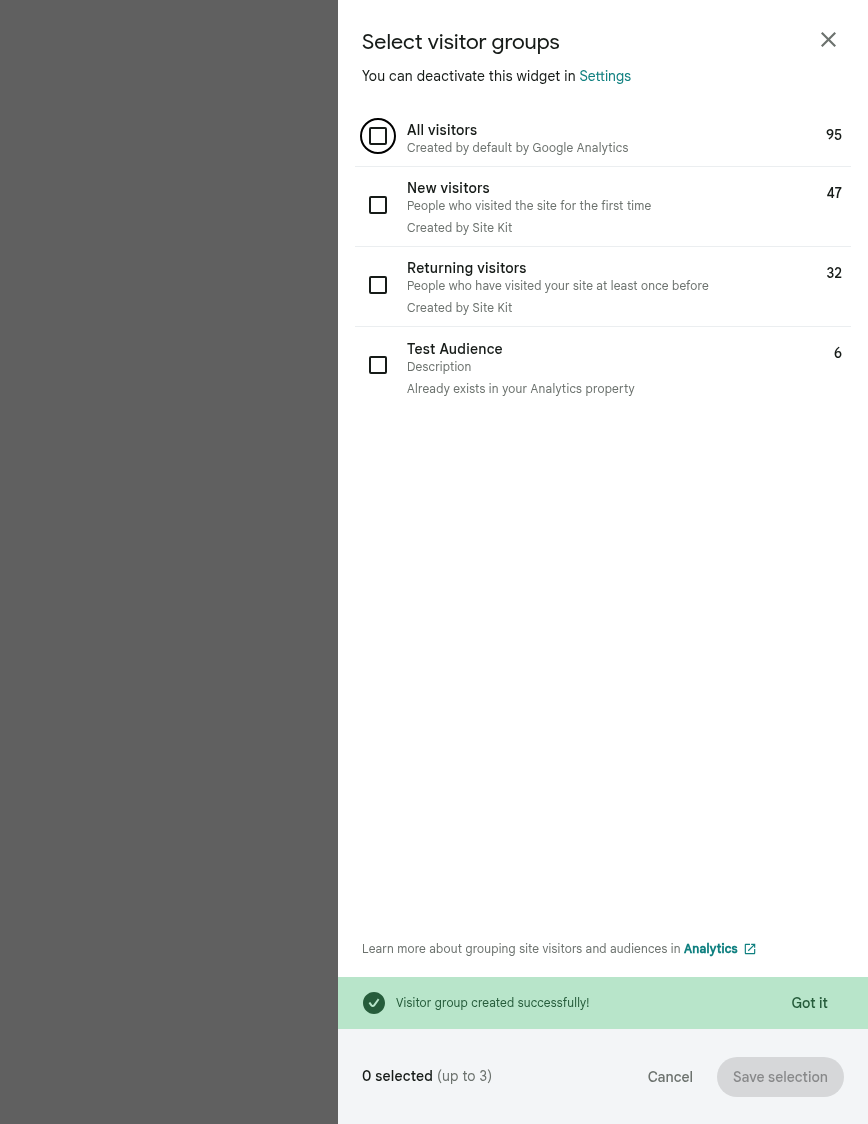 Select visitor groups
You can deactivate this widget in Settings
All visitors
95
Created by default by Google Analytics
New visitors
47
People who visited the site for the first time
Created by Site Kit
Returning visitors
32
People who have visited your site at least once before
Created by Site Kit
Test Audience
6
Description
Already exists in your Analytics property
Learn more about grouping site visitors and audiences in Analytics
Visitor group created successfully!
Got it
0 selected (up to 3)
Cancel
Save selection